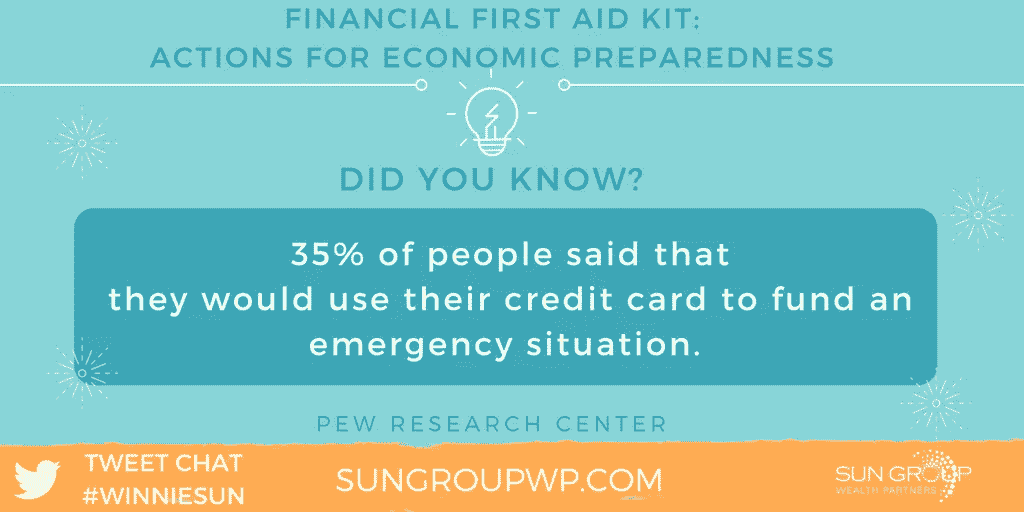 FINANCIAL FIRST AID KIT:
ACTIONS FOR ECONOMIC PREPAREDNESS
DID YOU KNOW?
35% of people said that
they would use their credit card to fund an
emergency situation.
PEW RESEARCH CENTER
TWEET CHAT
#WINNIESUN
SUNGROUPWP.COM
SUN GROUP
WEALTH PARTNERS